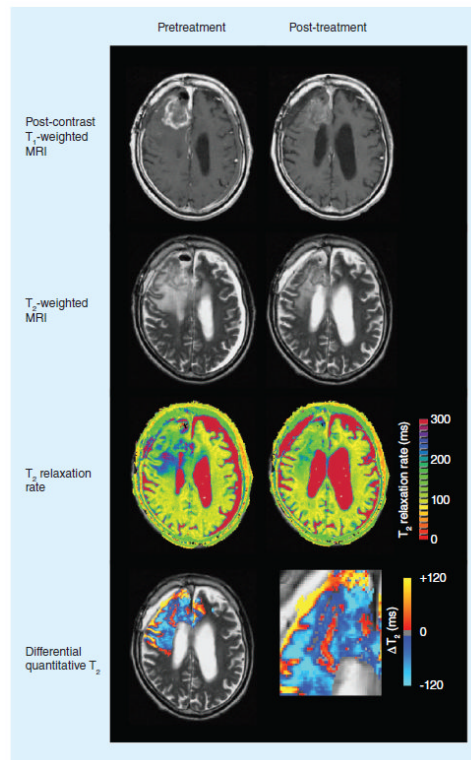 Pretreatment
Post-treatment
Post-contrast
T1-weighted
MRI
T2-weighted
MRI
T2 relaxation
rate
300
200
100
0
T2 relaxation rate (ms)
Differential
quantitative T2
+120
0
-120
ΔT2 (ms)